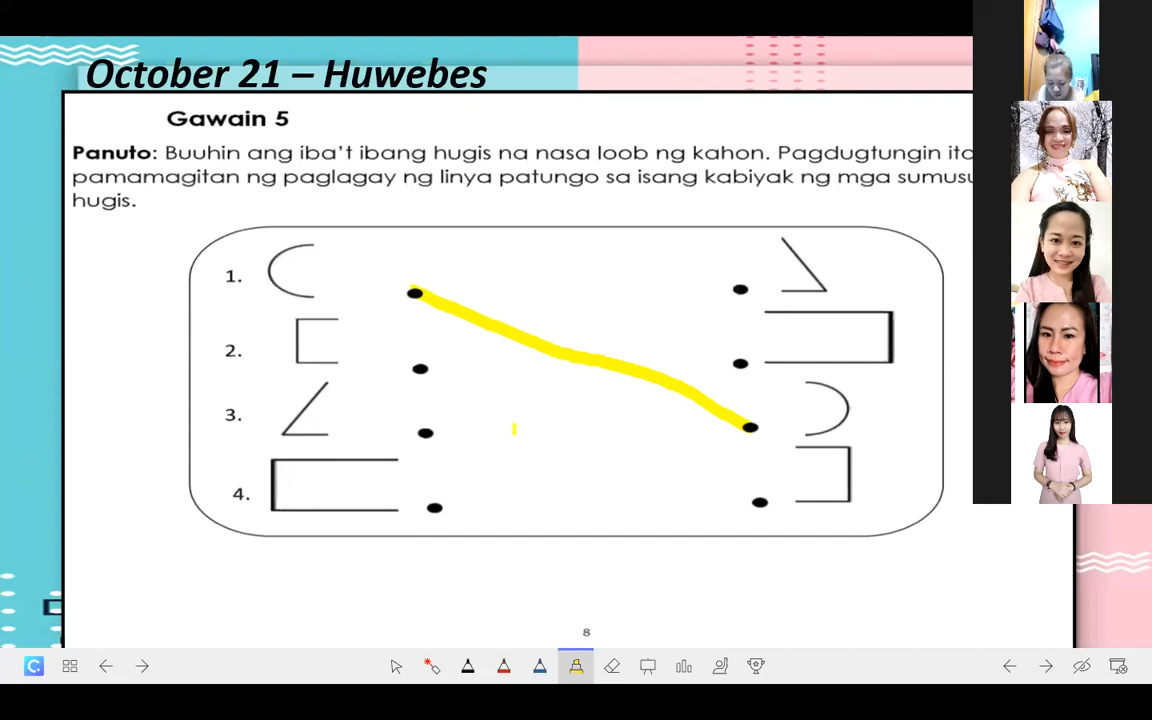 October 21 – Huwebes
Gawain 5
Panuto: Buuhin ang iba't ibang hugis na nasa loob ng kahon. Pagdugtungin ito
pamamagitan ng paglagay ng linya patungo sa isang kabiyak ng mga sumusu
hugis.
1.
2.
3.
4.
8